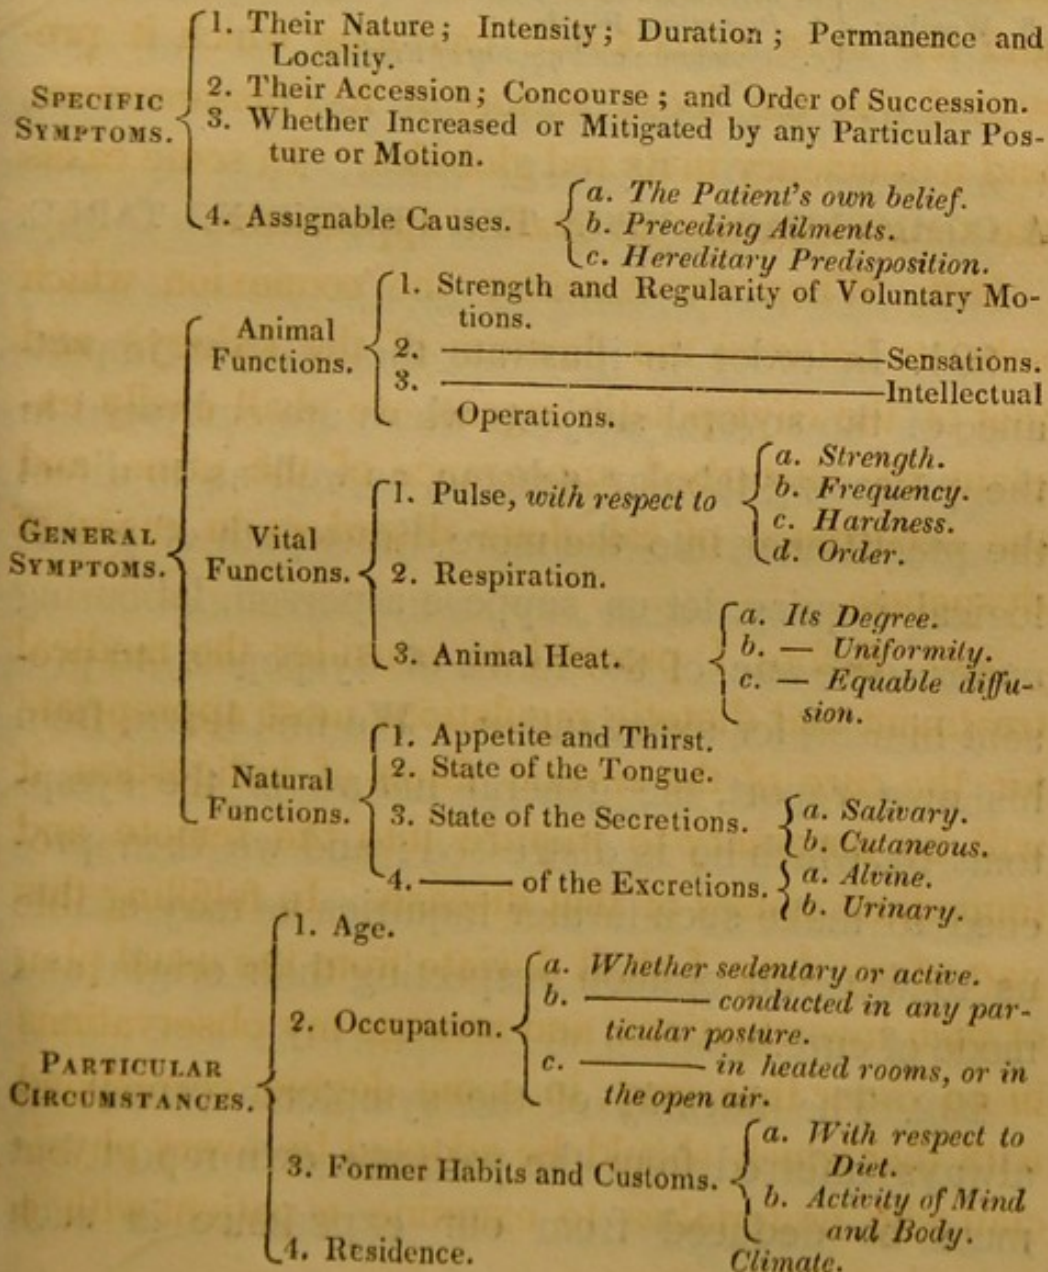 1. Their Nature; Intensity; Duration; Permanence and
Locality.
SPECIFIC
SYMPTOMS.
2. Their Accession; Concourse; and Order of Succession.
3. Whether Increased or Mitigated by any Particular Pos-
ture or Motion.
4. Assignable Causes.
a. The Patient's own belief.
b. Preceding Ailments.
c. Hereditary Predisposition.
GENERAL
SYMPTOMS.
Animal
Functions.
1. Strength and Regularity of Voluntary Mo-
tions.
2. ——— Sensations.
3. ——— Intellectual
Operations.
Vital
Functions.
1. Pulse, with respect to
a. Strength.
b. Frequency.
c. Hardness.
d. Order.
2. Respiration.
3. Animal Heat.
a. Its Degree.
b. — Uniformity.
c. — Equable diffu-
sion.
Natural
Functions.
1. Appetite and Thirst.
2. State of the Tongue.
3. State of the Secretions.
a. Salivary.
b. Cutaneous.
4. ——— of the Excretions.
a. Alvine.
b. Urinary.
PARTICULAR
CIRCUMSTANCES.
1. Age.
2. Occupation.
a. Whether sedentary or active.
b. ——— conducted in any par-
ticular posture.
c. ——— in heated rooms, or in
the open air.
3. Former Habits and Customs.
a. With respect to
Diet.
b. Activity of Mind
and Body.
4. Residence.
Climate.